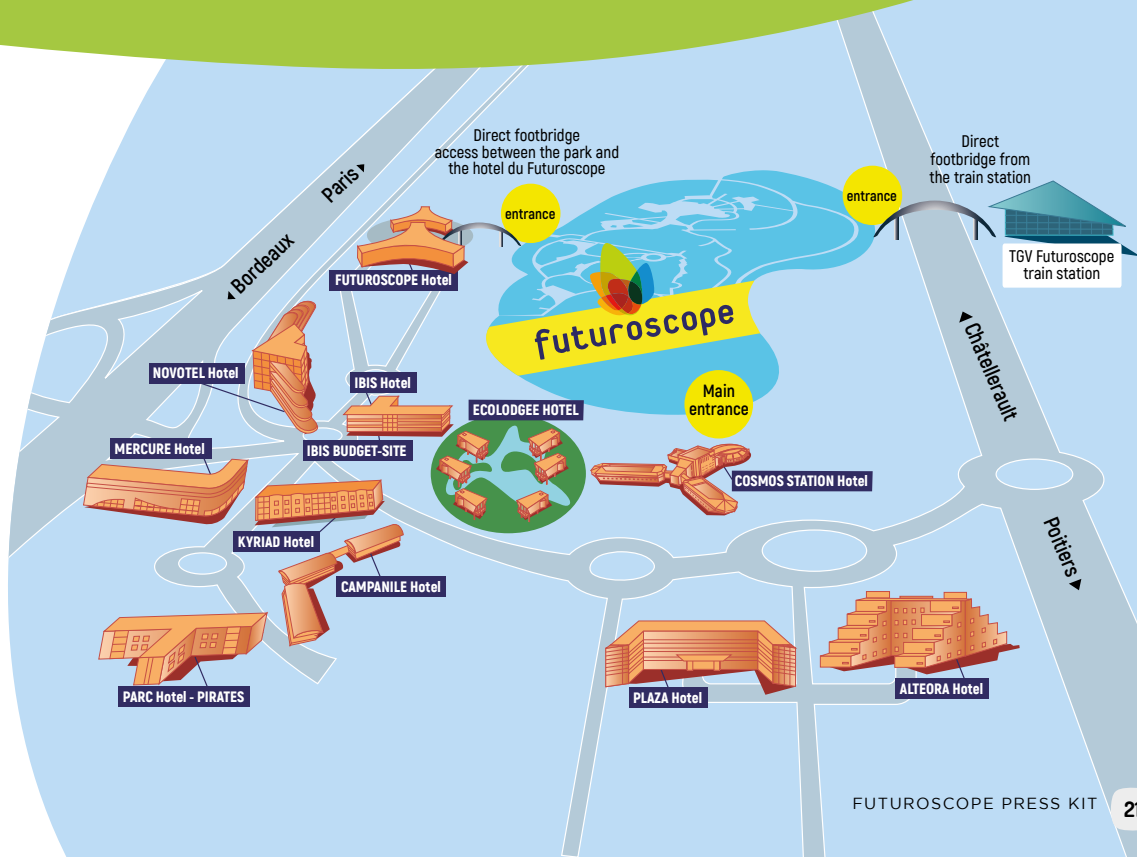 Direct footbridge
access between the park and
the hotel du Futuroscope
Direct
footbridge from
the train station
Paris
Bordeaux
entrance
entrance
TGV Futuroscope
train station
FUTUROSCOPE Hotel
futuroscope
Châtellerault
NOVOTEL Hotel
IBIS Hotel
Main
entrance
ECOLODGEE HOTEL
MERCURE Hotel
IBIS BUDGET-SITE
COSMOS STATION Hotel
KYRIAD Hotel
Poitiers
CAMPANILE Hotel
PARC Hotel - PIRATES
PLAZA Hotel
ALTEORA Hotel
FUTUROSCOPE PRESS KIT 21